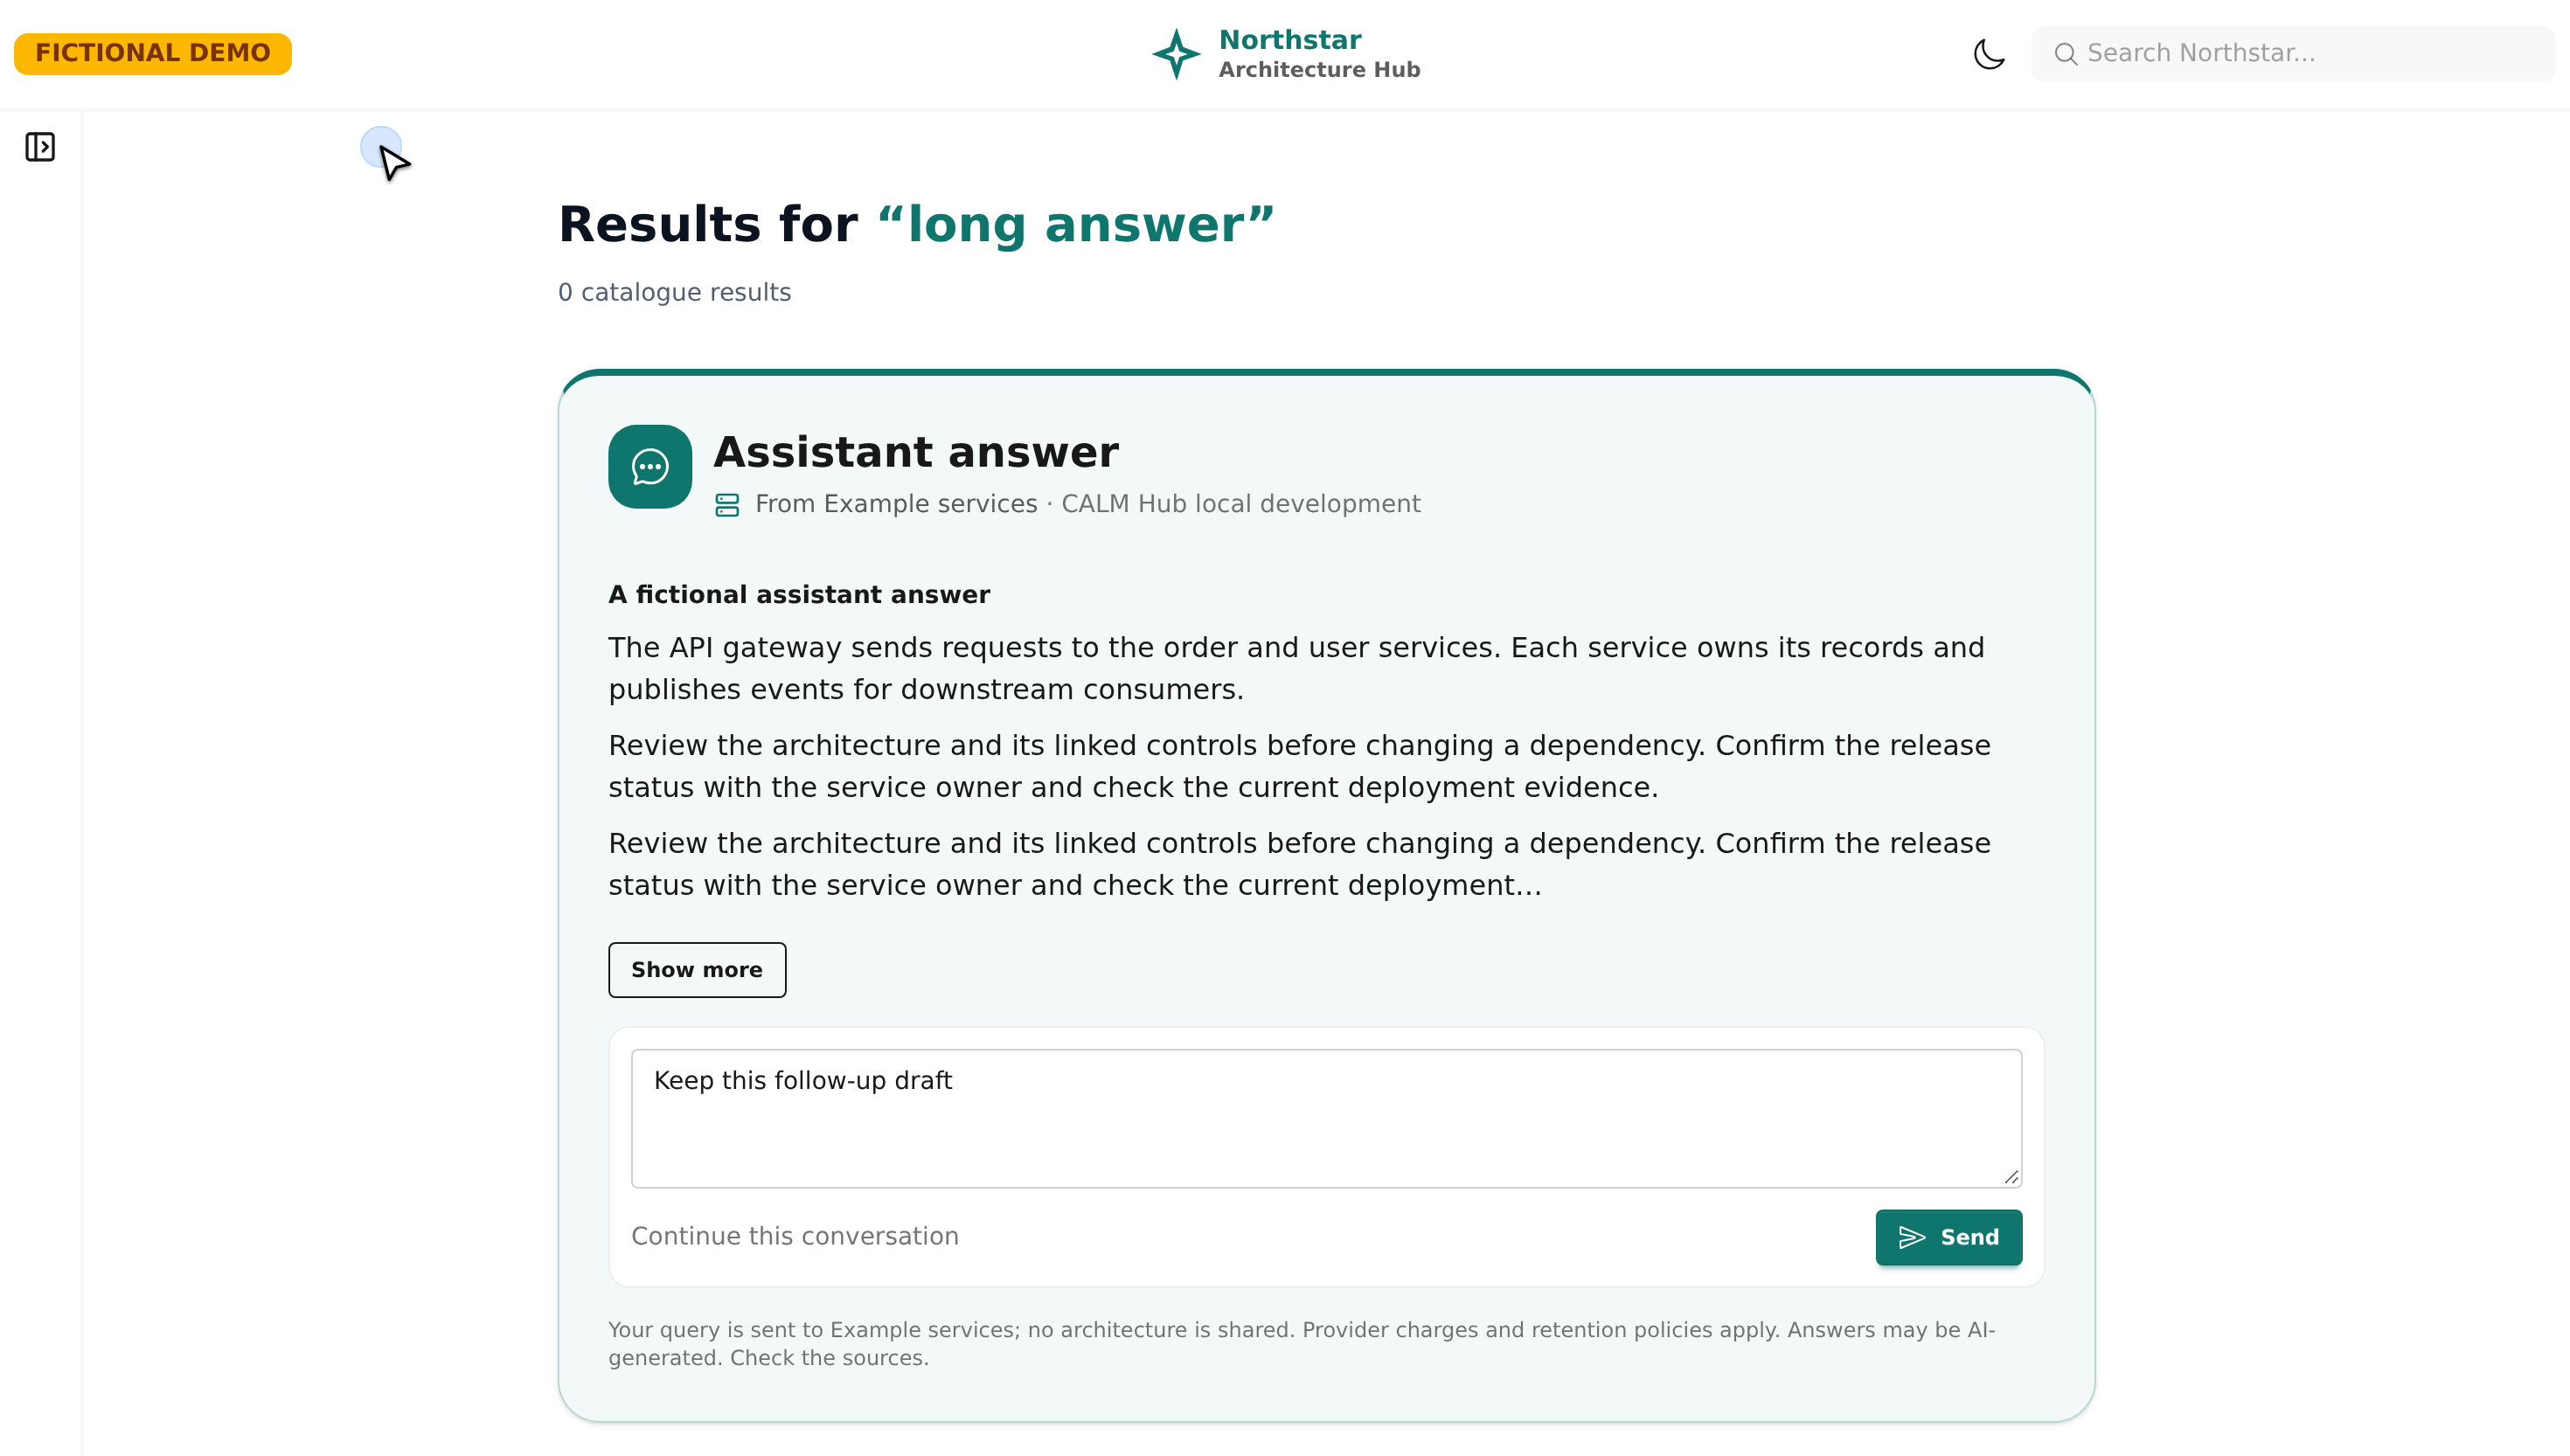 FICTIONAL DEMO
Northstar
Architecture Hub
Search Northstar...
Results for “long answer”
0 catalogue results
Assistant answer
From Example services · CALM Hub local development
A fictional assistant answer
The API gateway sends requests to the order and user services. Each service owns its records and
publishes events for downstream consumers.
Review the architecture and its linked controls before changing a dependency. Confirm the release
status with the service owner and check the current deployment evidence.
Review the architecture and its linked controls before changing a dependency. Confirm the release
status with the service owner and check the current deployment…
Show more
Keep this follow-up draft
Continue this conversation
Send
Your query is sent to Example services; no architecture is shared. Provider charges and retention policies apply. Answers may be AI-
generated. Check the sources.